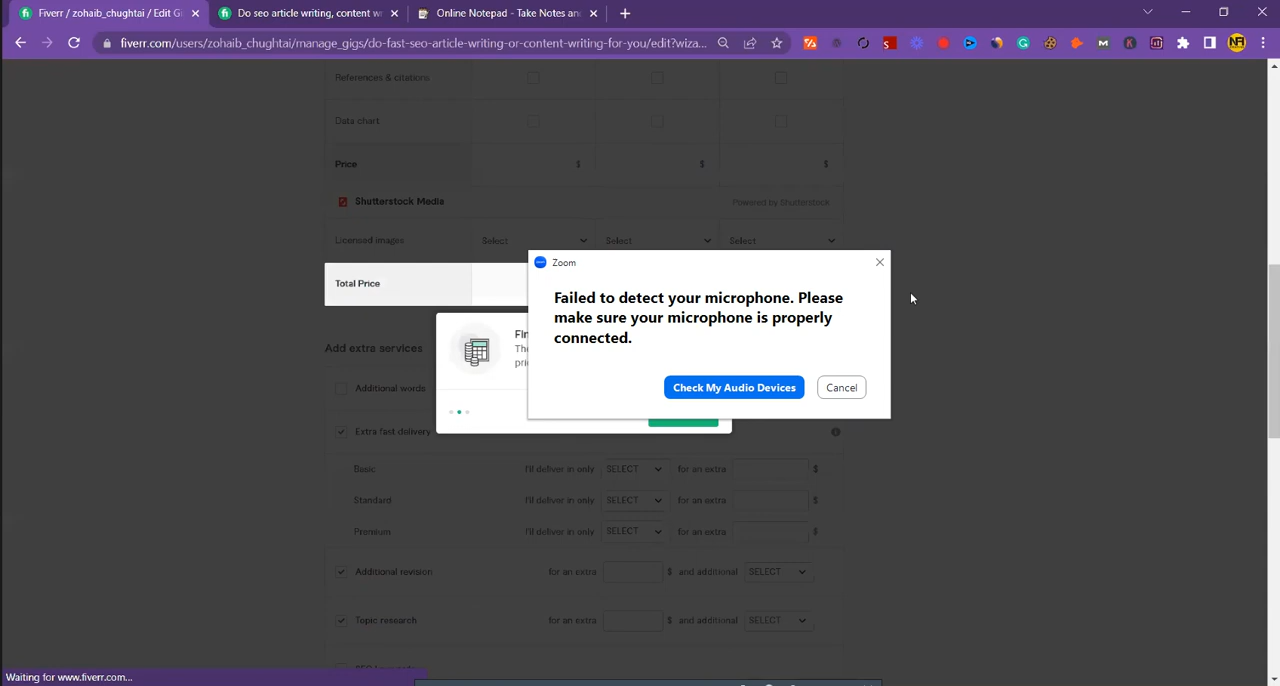 Fiverr / zohaib_chughtai / Edit Gi
Do seo article writing, content wr
Online Notepad - Take Notes and
fiverr.com/users/zohaib_chughtai/manage_gigs/do-fast-seo-article-writing-or-content-writing-for-you/edit?wiza...
References & citations
Data chart
Price $ $ $
Shutterstock Media Powered by Shutterstock
Licensed images Select Select Select
Zoom
Total Price
Failed to detect your microphone. Please
make sure your microphone is properly
connected.
Check My Audio Devices Cancel
Add extra services
Additional words
Extra fast delivery
Basic I'll deliver in only SELECT for an extra $
Standard I'll deliver in only SELECT for an extra $
Premium I'll deliver in only SELECT for an extra $
Additional revision for an extra $ and additional SELECT
Topic research for an extra $ and additional SELECT
Waiting for www.fiverr.com...